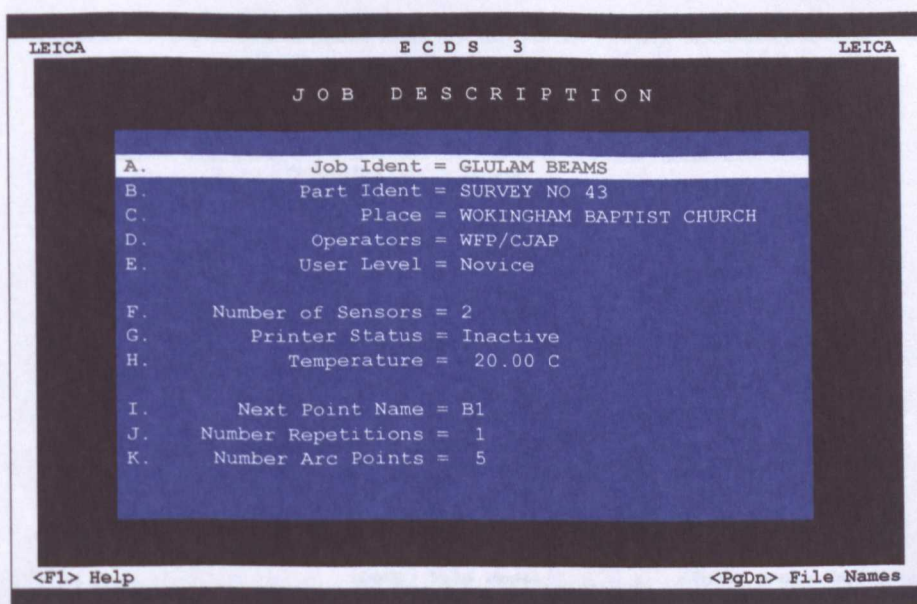 LEICA E C D S 3 LEICA
J O B D E S C R I P T I O N
A. Job Ident = GLULAM BEAMS
B. Part Ident = SURVEY NO 43
C. Place = WOKINGHAM BAPTIST CHURCH
D. Operators = WFP/CJAP
E. User Level = Novice
F. Number of Sensors = 2
G. Printer Status = Inactive
H. Temperature = 20.00 C
I. Next Point Name = B1
J. Number Repetitions = 1
K. Number Arc Points = 5
<F1> Help <PgDn> File Names